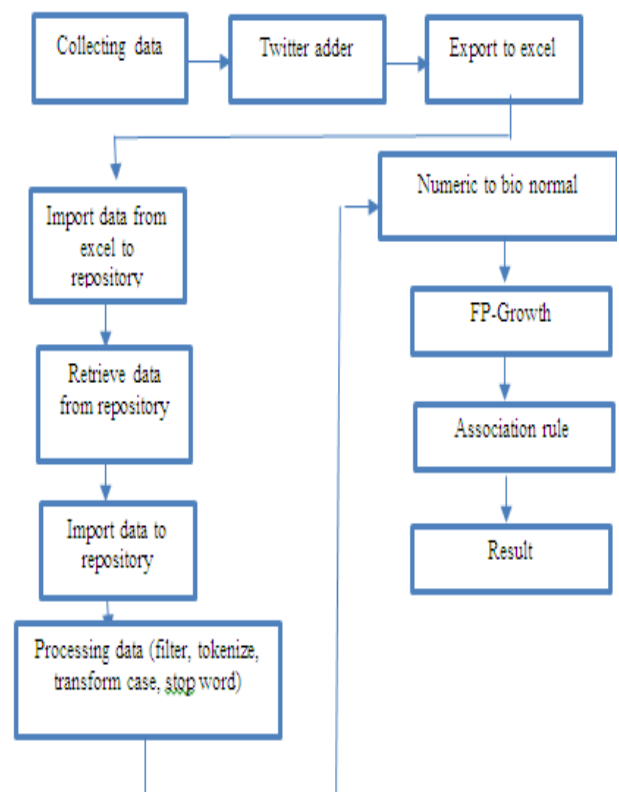 Collecting data
Twitter adder
Export to excel
Import data from
excel to
repository
Retrieve data
from repository
Import data to
repository
Processing data (filter, tokenize,
transform case, stop word)
Numeric to bio normal
FP-Growth
Association rule
Result